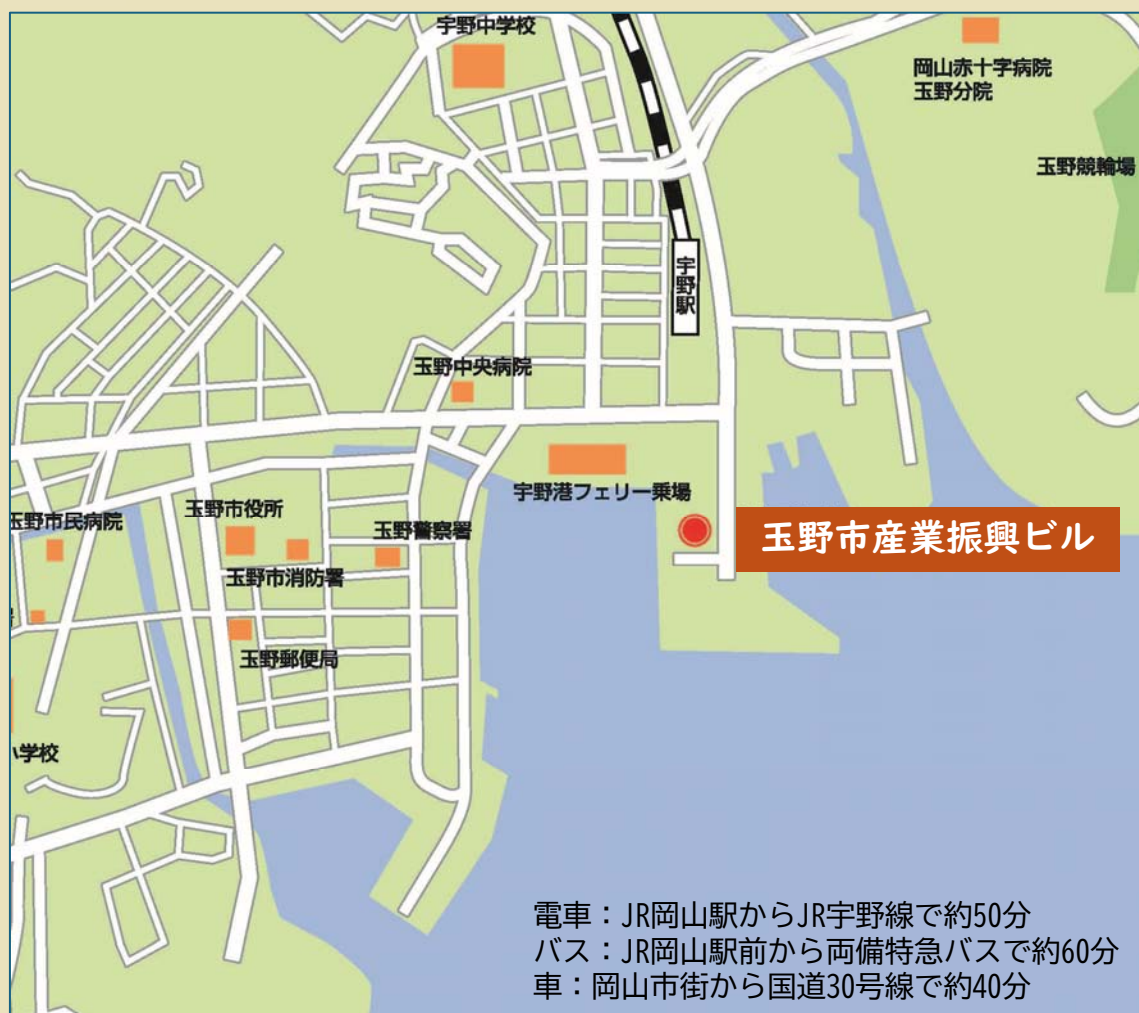 宇野中学校
岡山赤十字病院
玉野分院
玉野競輪場
宇野駅
玉野中央病院
宇野港フェリー乗場
玉野市民病院
玉野市役所
玉野警察署
玉野市産業振興ビル
玉野市消防署
玉野郵便局
小学校
電車：JR岡山駅からJR宇野線で約50分
バス：JR岡山駅前から両備特急バスで約60分
車：岡山市街から国道30号線で約40分